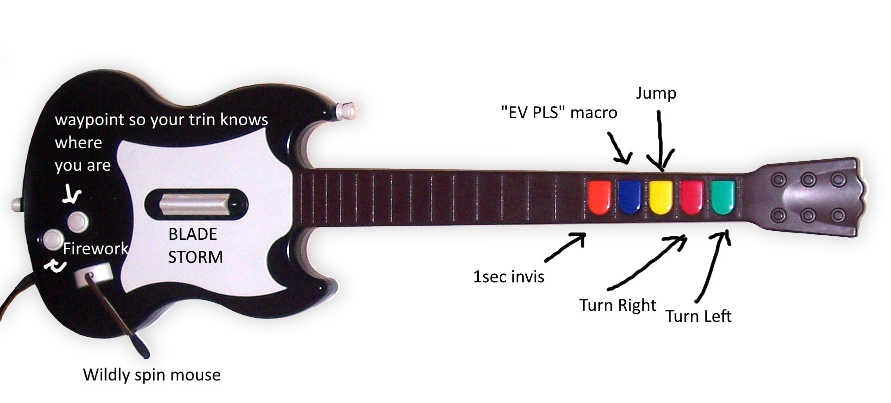 Jump
"EV PLS" macro
waypoint so your trin knows
where
you are
BLADE
STORM
Firework
1sec invis
Turn Right
Turn Left
Wildly spin mouse